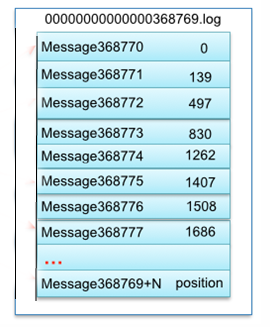 00000000000000368769.log
Message368770 0
Message368771 139
Message368772 497
Message368773 830
Message368774 1262
Message368775 1407
Message368776 1508
Message368777 1686
...
Message368769+N position